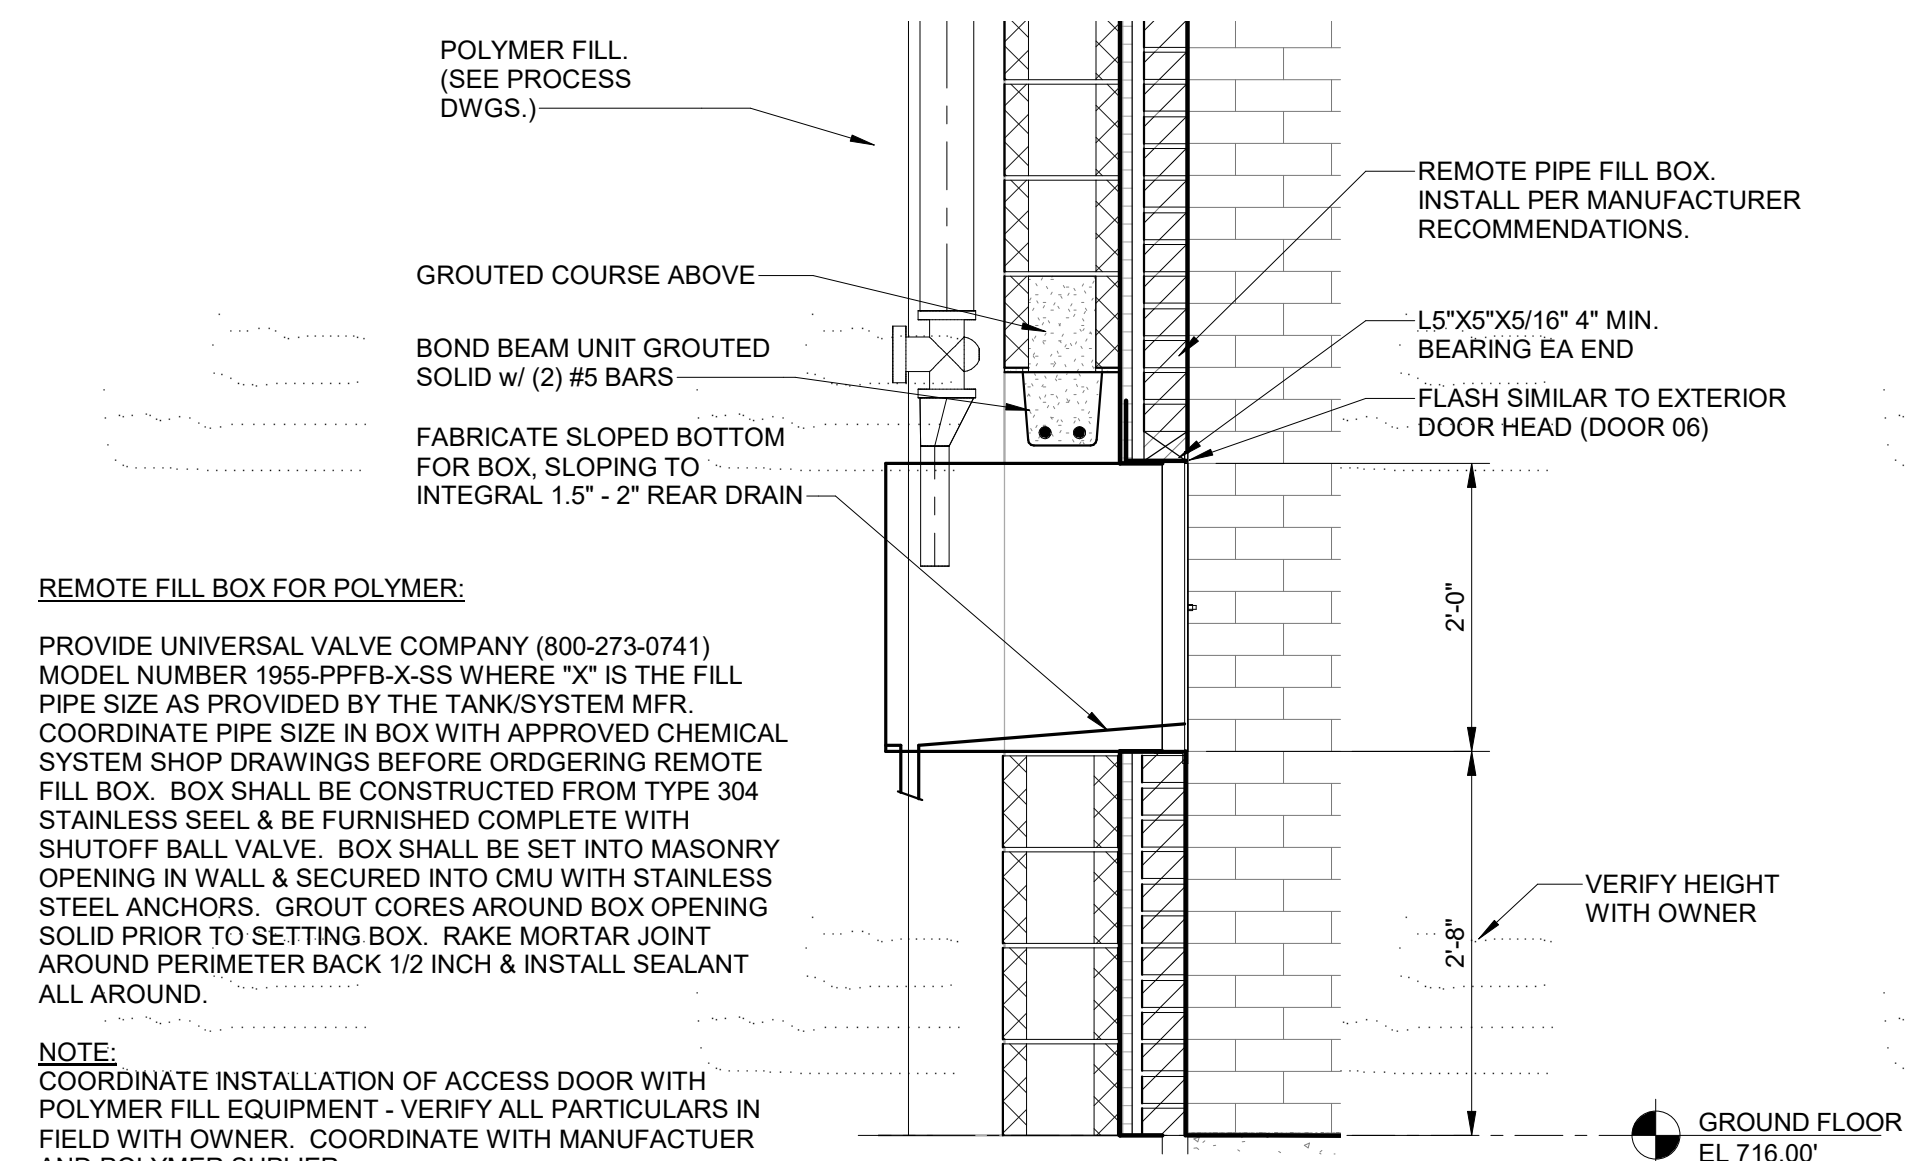 POLYMER FILL.
(SEE PROCESS
DWGS.)
GROUTED COURSE ABOVE
BOND BEAM UNIT GROUTED
SOLID w/ (2) #5 BARS
FABRICATE SLOPED BOTTOM
FOR BOX, SLOPING TO
INTEGRAL 1.5" - 2" REAR DRAIN
REMOTE PIPE FILL BOX.
INSTALL PER MANUFACTURER
RECOMMENDATIONS.
L5"X5"X5/16" 4" MIN.
BEARING EA END
FLASH SIMILAR TO EXTERIOR
DOOR HEAD (DOOR 06)
2'-0"
2'-8"
VERIFY HEIGHT
WITH OWNER
GROUND FLOOR
EL 716.00'
REMOTE FILL BOX FOR POLYMER:
PROVIDE UNIVERSAL VALVE COMPANY (800-273-0741)
MODEL NUMBER 1955-PPFB-X-SS WHERE "X" IS THE FILL
PIPE SIZE AS PROVIDED BY THE TANK/SYSTEM MFR.
COORDINATE PIPE SIZE IN BOX WITH APPROVED CHEMICAL
SYSTEM SHOP DRAWINGS BEFORE ORDGERING REMOTE
FILL BOX.  BOX SHALL BE CONSTRUCTED FROM TYPE 304
STAINLESS SEEL & BE FURNISHED COMPLETE WITH
SHUTOFF BALL VALVE.  BOX SHALL BE SET INTO MASONRY
OPENING IN WALL & SECURED INTO CMU WITH STAINLESS
STEEL ANCHORS.  GROUT CORES AROUND BOX OPENING
SOLID PRIOR TO SETTING BOX.  RAKE MORTAR JOINT
AROUND PERIMETER BACK 1/2 INCH & INSTALL SEALANT
ALL AROUND.
NOTE:
COORDINATE INSTALLATION OF ACCESS DOOR WITH
POLYMER FILL EQUIPMENT - VERIFY ALL PARTICULARS IN
FIELD WITH OWNER.  COORDINATE WITH MANUFACTUER
AND POLYMER SUPLIER